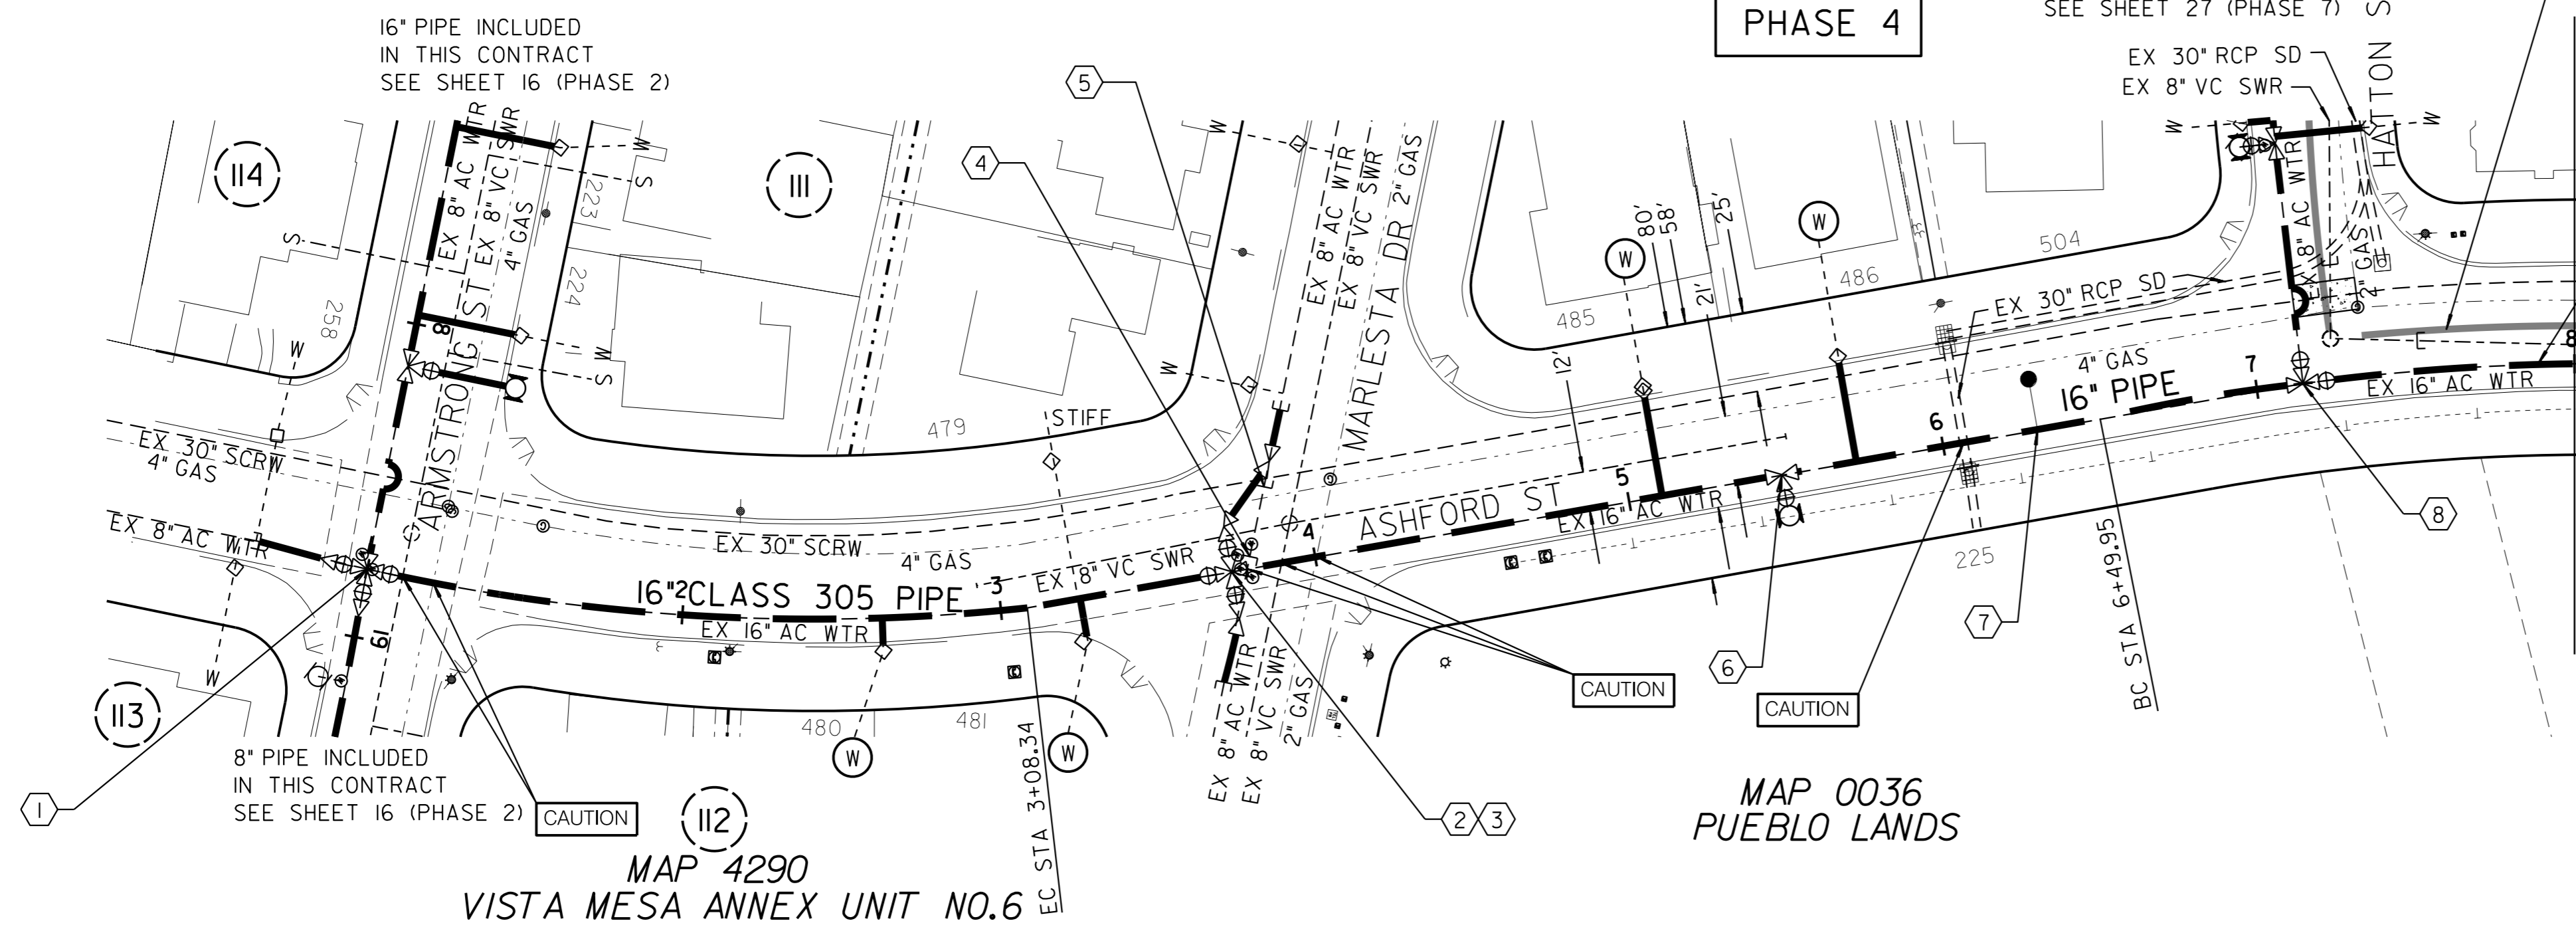 16" PIPE INCLUDED
IN THIS CONTRACT
SEE SHEET 16 (PHASE 2)
PHASE 4
SEE SHEET 27 (PHASE 7)
EX 30" RCP SD
EX 8" VC SWR
HATTON S
114
111
113
112
5
4
EX 8" AC WTR
EX 8" VC SWR
4" GAS
W
S
S
W
S
W
223
224
258
W
W
8
ARMSTRONG ST
EX 30" SCRW
4" GAS
EX 8" AC WTR
19
479
STIFF
W
W
EX 8" AC WTR
EX 8" VC SWR
2" GAS
MARLESTA DR
EX 30" SCRW
4" GAS
EX 8" VC SWR
16" CLASS 305 PIPE
2
3
EX 16" AC WTR
480
481
W
W
EC STA 3+08.34
EX 8" AC WTR
EX 8" VC SWR
2" GAS
4
ASHFORD ST
5
EX 16" AC WTR
12'
21'
80'
58'
25'
W
W
485
486
504
EX 30" RCP SD
W
W
EX 8" AC WTR
2" GAS
4" GAS
16" PIPE
6
7
8
EX 16" AC WTR
225
BC STA 6+49.95
CAUTION
CAUTION
CAUTION
1
2
3
6
7
8
8" PIPE INCLUDED
IN THIS CONTRACT
SEE SHEET 16 (PHASE 2)
MAP 4290
VISTA MESA ANNEX UNIT NO.6
MAP 0036
PUEBLO LANDS